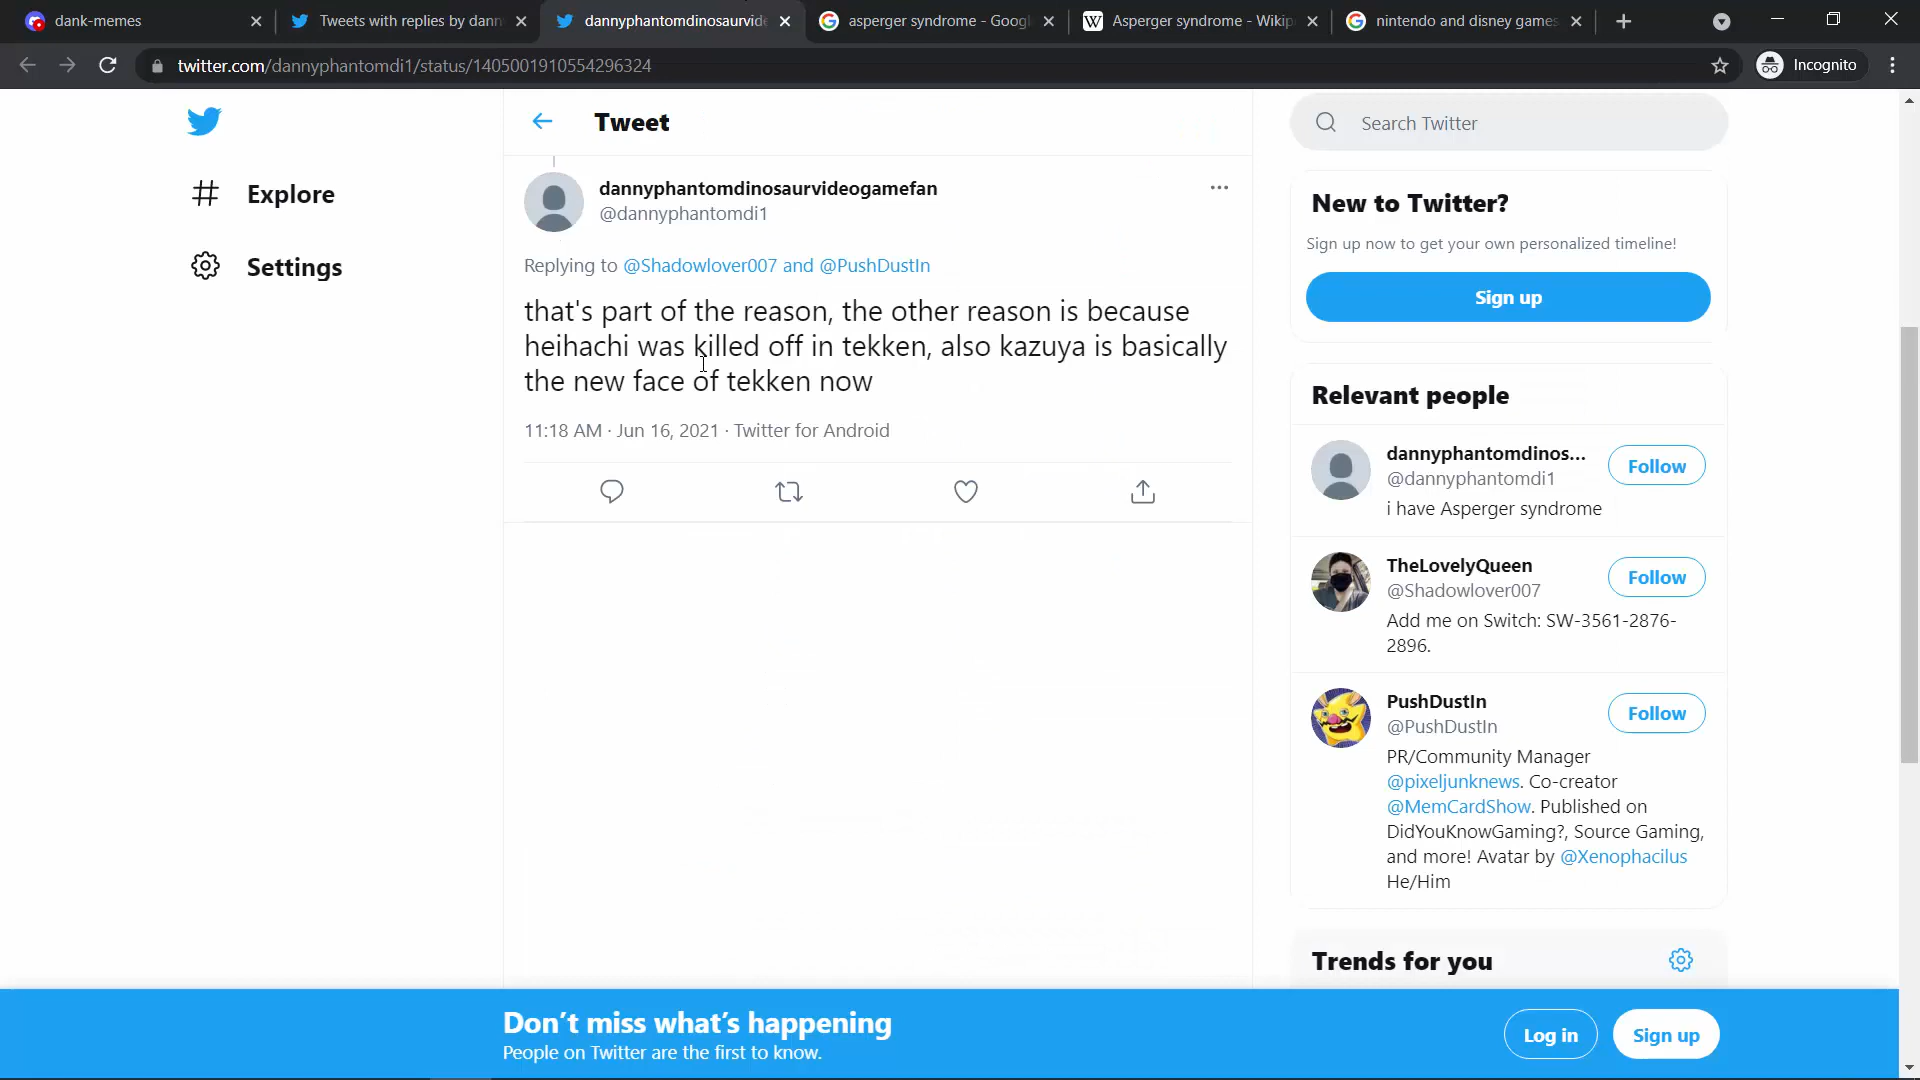 dank-memes
Tweets with replies by dann
dannyphantomdinosaurvid
asperger syndrome - Googl
Asperger syndrome - Wikip
nintendo and disney games
twitter.com/dannyphantomdi1/status/1405001910554296324
Incognito
Explore
Settings
Tweet
dannyphantomdinosaurvideogamefan
@dannyphantomdi1
Replying to @Shadowlover007 and @PushDustIn
that's part of the reason, the other reason is because
heihachi was killed off in tekken, also kazuya is basically
the new face of tekken now
11:18 AM · Jun 16, 2021 · Twitter for Android
Search Twitter
New to Twitter?
Sign up now to get your own personalized timeline!
Sign up
Relevant people
dannyphantomdinos...
@dannyphantomdi1
Follow
i have Asperger syndrome
TheLovelyQueen
@Shadowlover007
Follow
Add me on Switch: SW-3561-2876-
2896.
PushDustIn
@PushDustIn
Follow
PR/Community Manager
@pixeljunknews. Co-creator
@MemCardShow. Published on
DidYouKnowGaming?, Source Gaming,
and more! Avatar by @Xenophacilus
He/Him
Trends for you
Don't miss what's happening
People on Twitter are the first to know.
Log in
Sign up